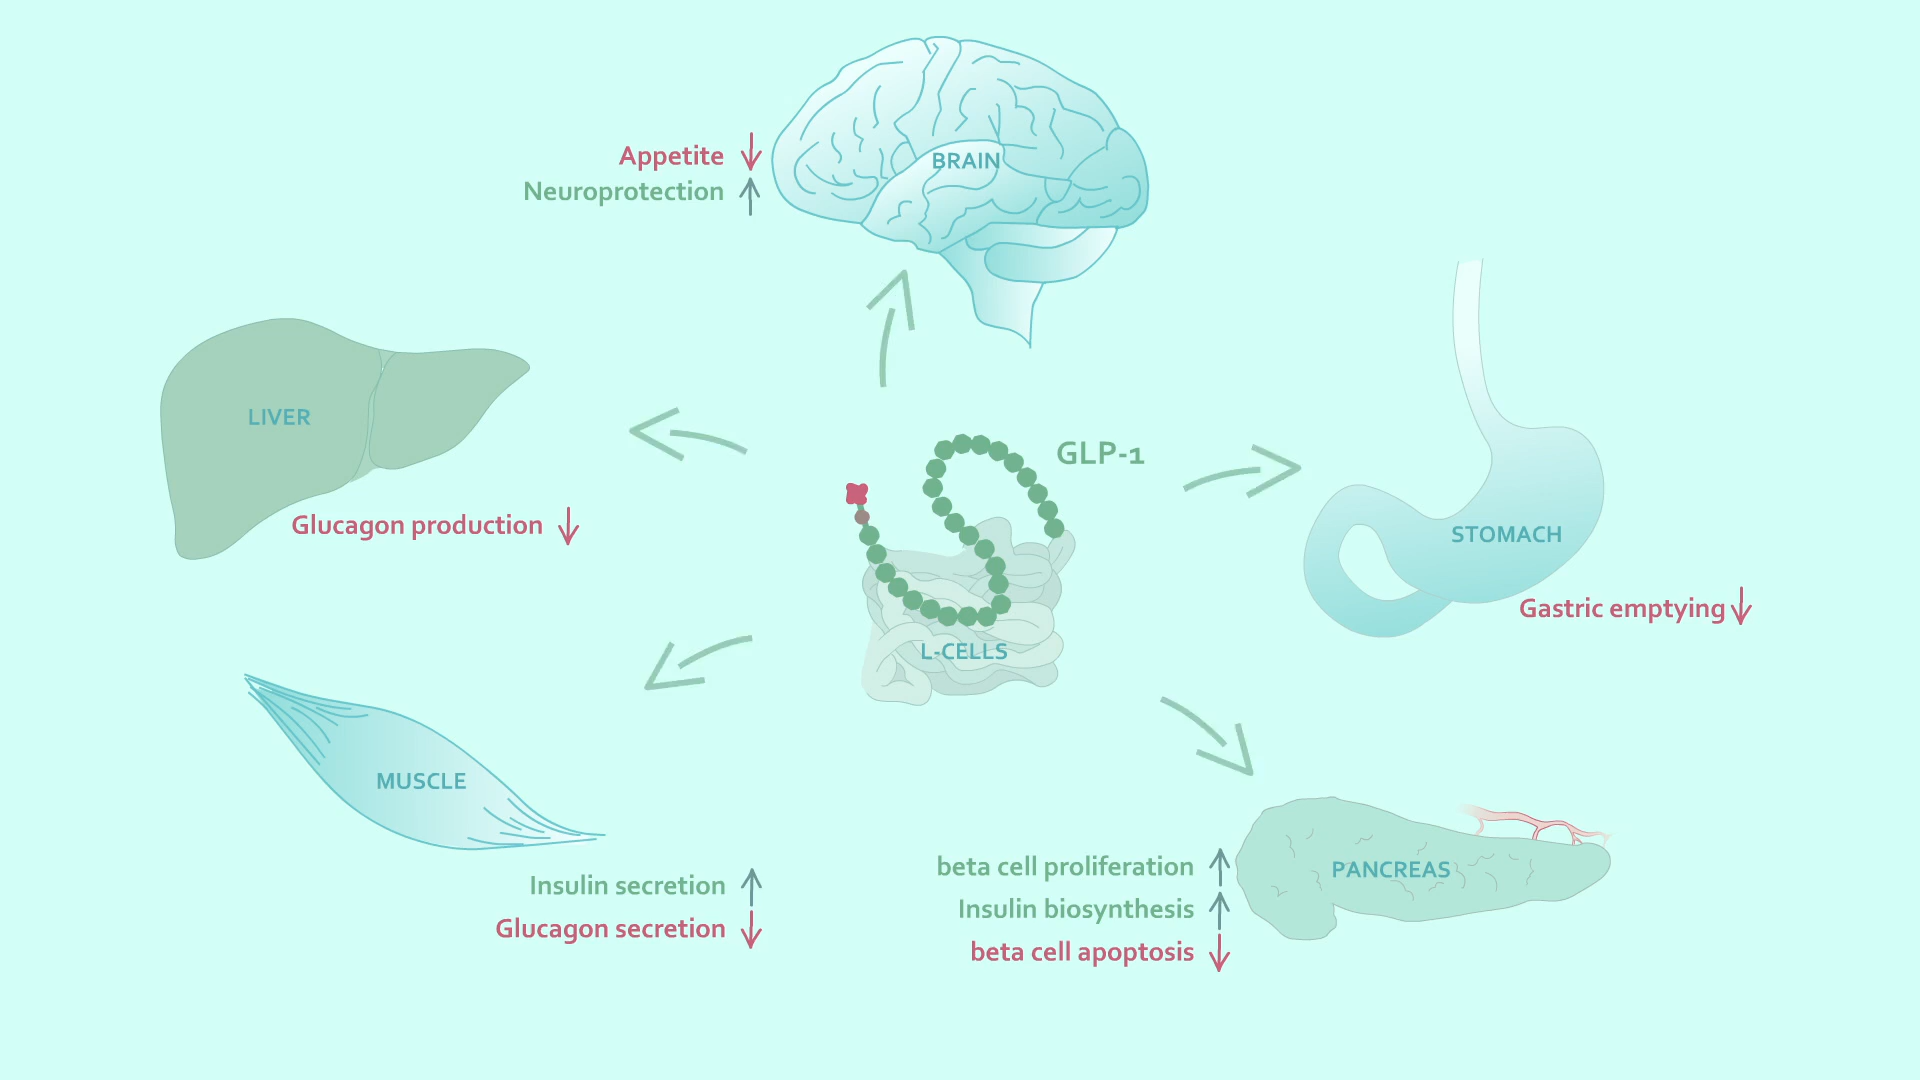 Appetite ↓
Neuroprotection ↑
BRAIN
LIVER
Glucagon production ↓
GLP-1
L-CELLS
STOMACH
Gastric emptying ↓
MUSCLE
Insulin secretion ↑
Glucagon secretion ↓
beta cell proliferation ↑
Insulin biosynthesis ↑
beta cell apoptosis ↓
PANCREAS